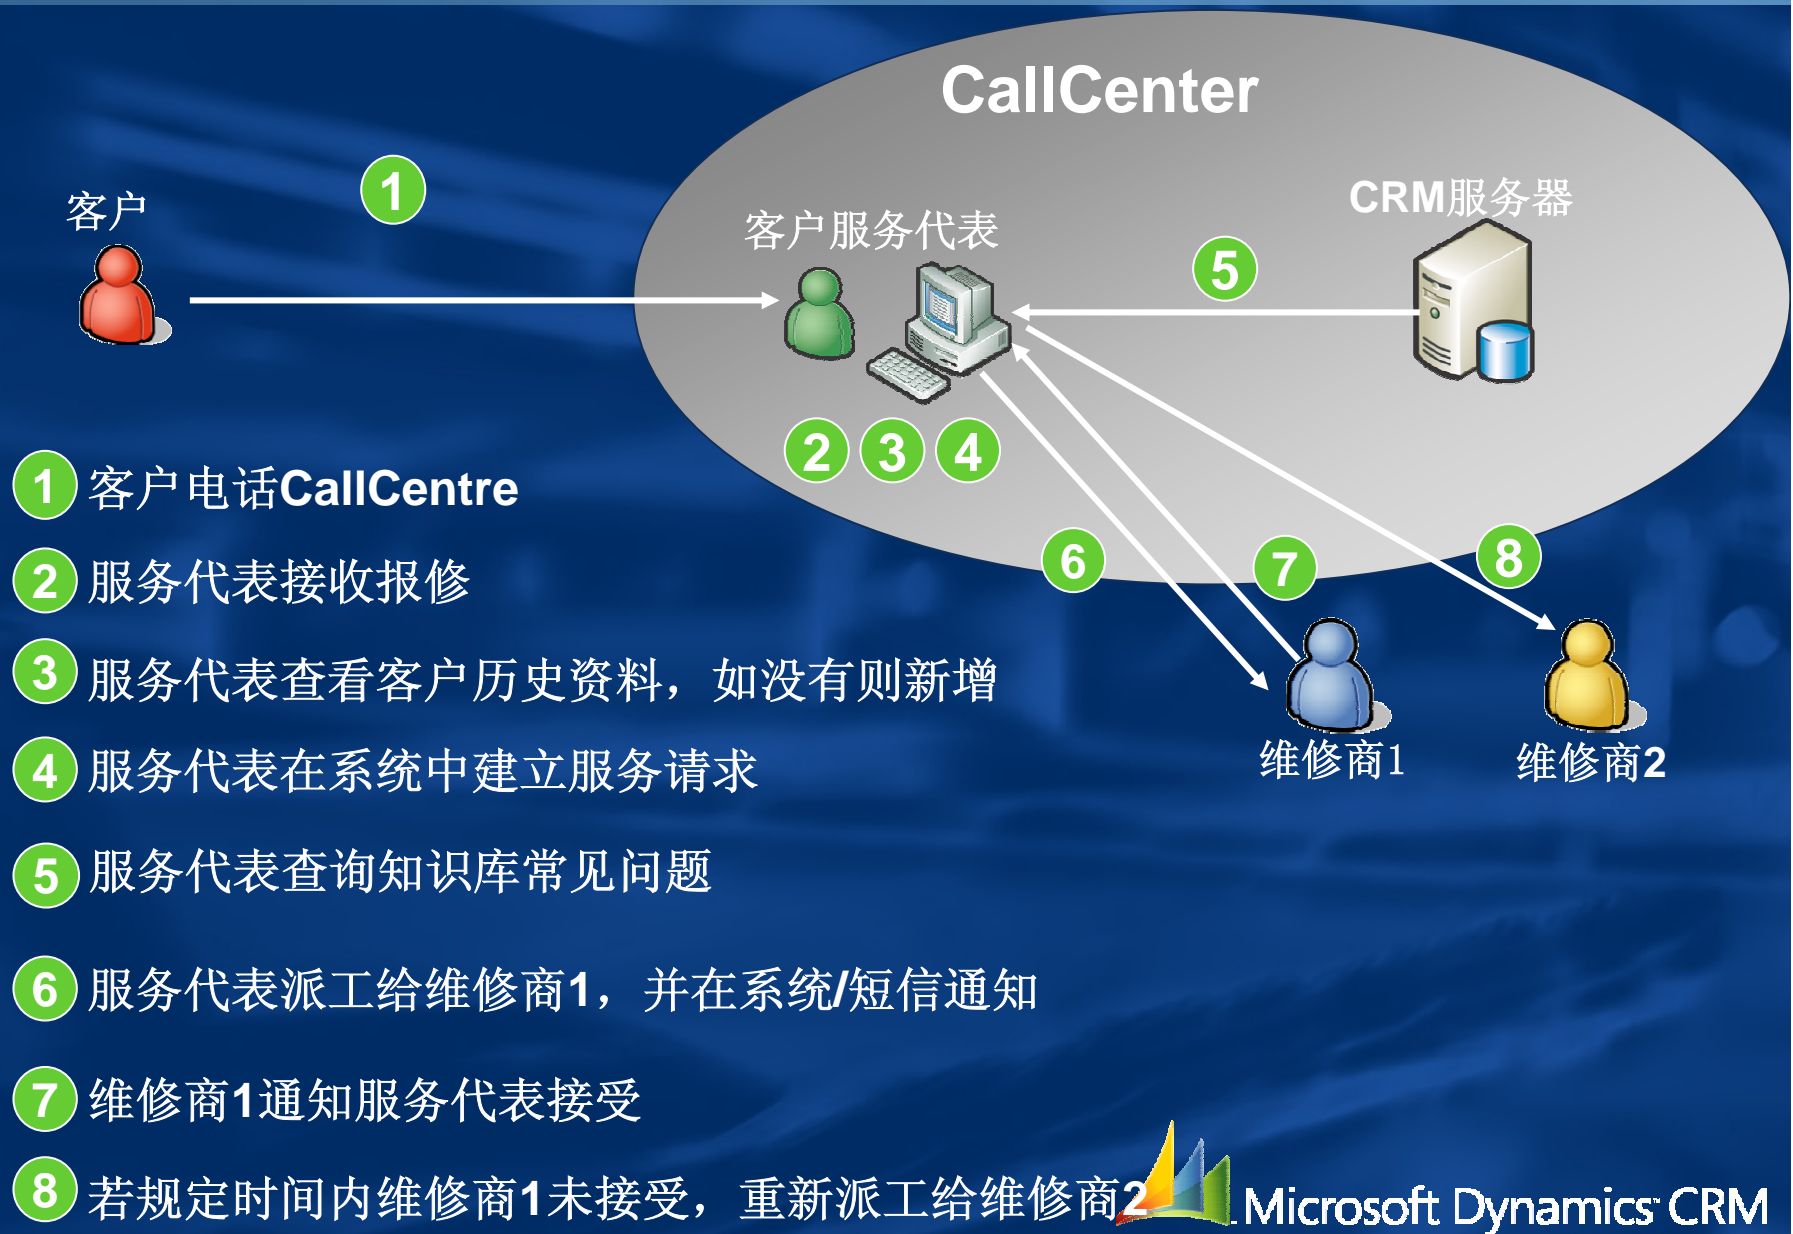 CallCenter
1
客户
客户服务代表
CRM服务器
5
2 3 4
6
7
8
维修商1
维修商2
1 客户电话CallCentre
2 服务代表接收报修
3 服务代表查看客户历史资料，如没有则新增
4 服务代表在系统中建立服务请求
5 服务代表查询知识库常见问题
6 服务代表派工给维修商1，并在系统/短信通知
7 维修商1通知服务代表接受
8 若规定时间内维修商1未接受，重新派工给维修商2
Microsoft Dynamics CRM